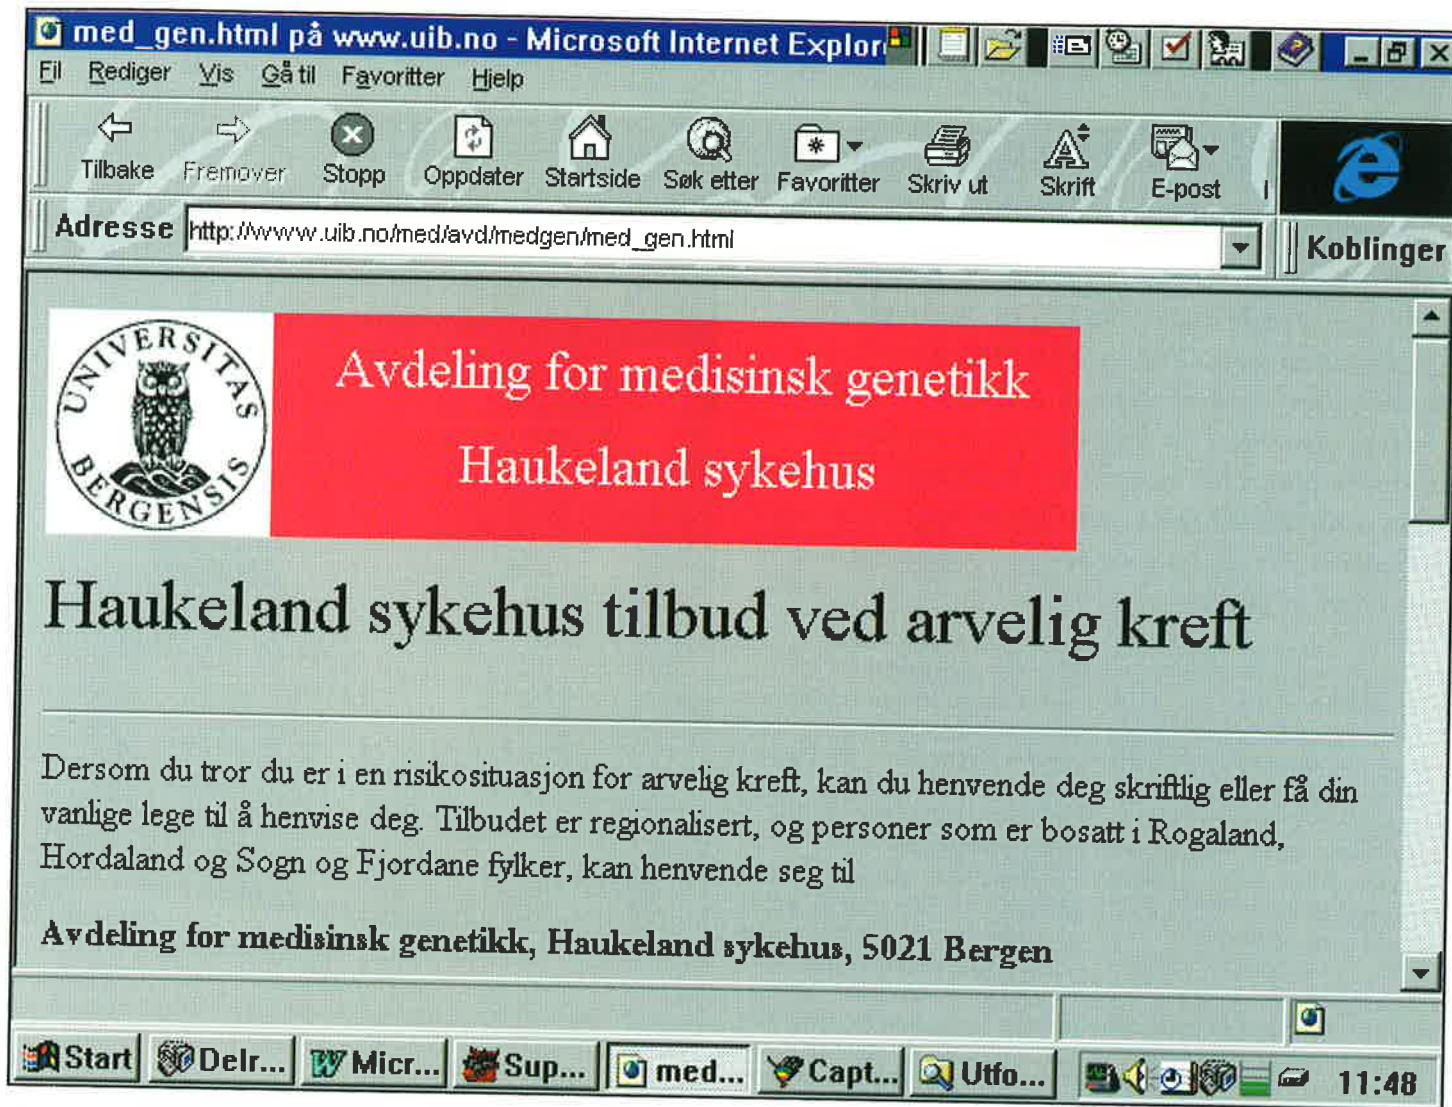 med_gen.html på www.uib.no - Microsoft Internet Explor
Fil Rediger Vis Gå til Favoritter Hjelp
Tilbake Fremover Stopp Oppdater Startside Søk etter Favoritter Skriv ut Skrift E-post
Adresse http://www.uib.no/med/avd/medgen/med_gen.html Koblinger
UNIVERSITAS BERGENSIS
Avdeling for medisinsk genetikk
Haukeland sykehus
Haukeland sykehus tilbud ved arvelig kreft
Dersom du tror du er i en risikosituasjon for arvelig kreft, kan du henvende deg skriftlig eller få din
vanlige lege til å henvise deg. Tilbudet er regionalisert, og personer som er bosatt i Rogaland,
Hordaland og Sogn og Fjordane fylker, kan henvende seg til
Avdeling for medisinsk genetikk, Haukeland sykehus, 5021 Bergen
Start Delr... Micr... Sup... med... Capt... Utfo... 11:48